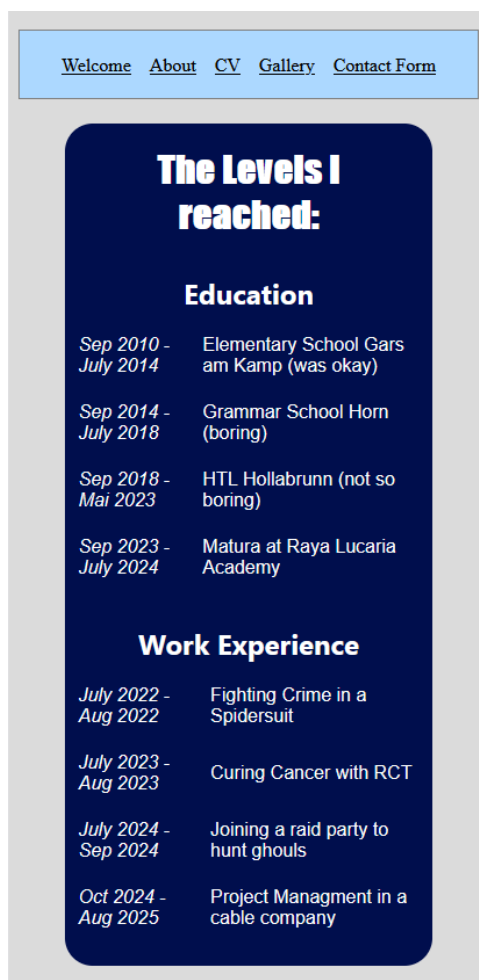 Welcome About CV Gallery Contact Form
The Levels I
reached:
Education
Sep 2010 - Elementary School Gars
July 2014 am Kamp (was okay)
Sep 2014 - Grammar School Horn
July 2018 (boring)
Sep 2018 - HTL Hollabrunn (not so
Mai 2023 boring)
Sep 2023 - Matura at Raya Lucaria
July 2024 Academy
Work Experience
July 2022 - Fighting Crime in a
Aug 2022 Spidersuit
July 2023 -
Aug 2023 Curing Cancer with RCT
July 2024 - Joining a raid party to
Sep 2024 hunt ghouls
Oct 2024 - Project Managment in a
Aug 2025 cable company